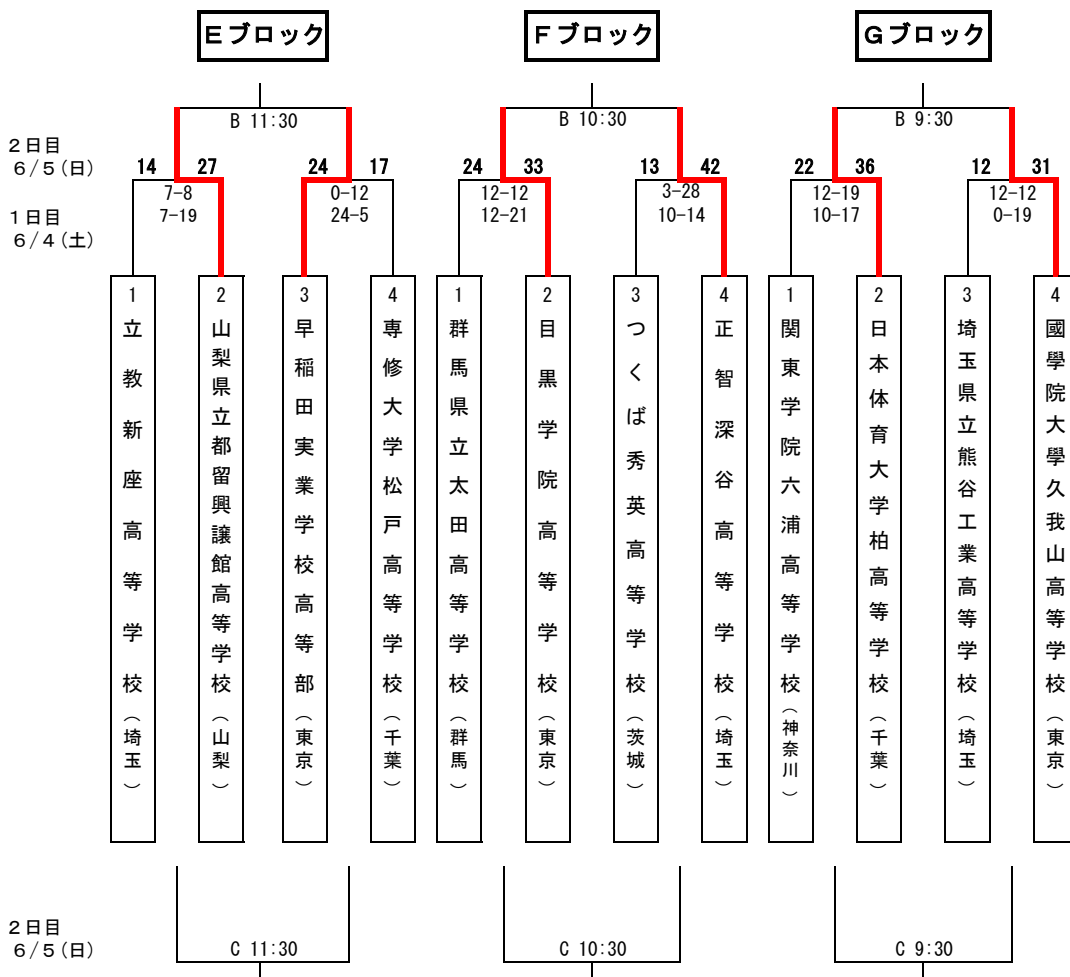 Eブロック
Fブロック
Gブロック
B 11:30
B 10:30
B 9:30
2日目
6/5(日)
14 27
24 17
24 33
13 42
22 36
12 31
7-8
7-19
0-12
24-5
12-12
12-21
3-28
10-14
12-19
10-17
12-12
0-19
1日目
6/4(土)
1 立教新座高等学校(埼玉)
2 山梨県立都留興譲館高等学校(山梨)
3 早稲田実業学校高等部(東京)
4 専修大学松戸高等学校(千葉)
1 群馬県立太田高等学校(群馬)
2 目黒学院高等学校(東京)
3 つくば秀英高等学校(茨城)
4 正智深谷高等学校(埼玉)
1 関東学院六浦高等学校(神奈川)
2 日本体育大学柏高等学校(千葉)
3 埼玉県立熊谷工業高等学校(埼玉)
4 國學院大學久我山高等学校(東京)
2日目
6/5(日)
C 11:30
C 10:30
C 9:30